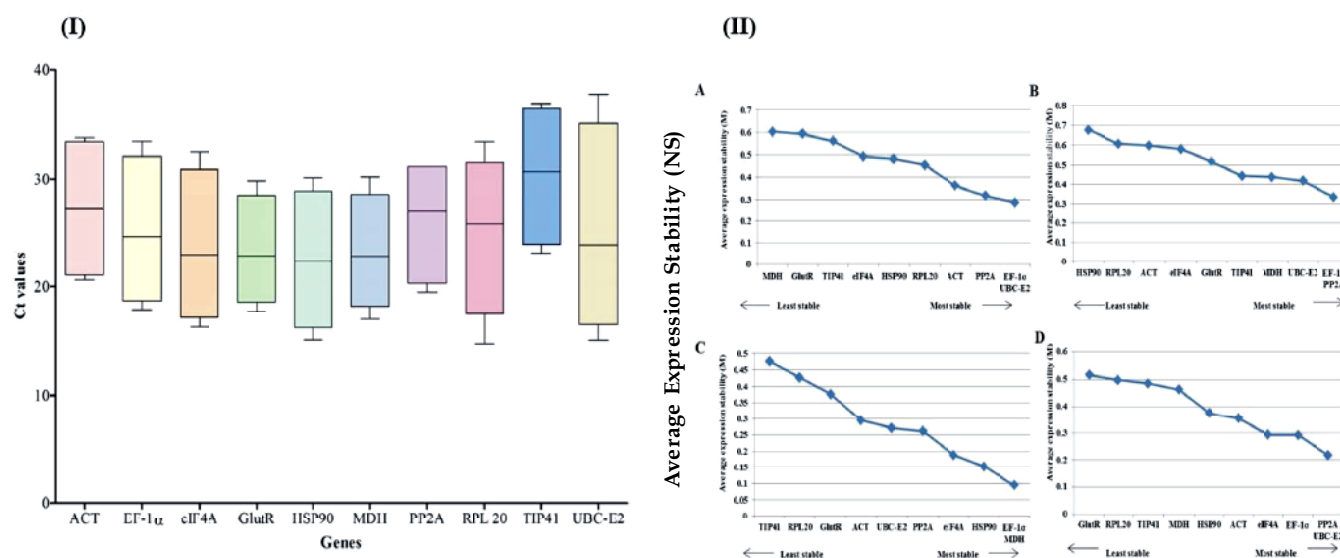 (I)
40
30
20
10
0
Ct values
ACT EF-1α eIF4A GlutR HSP90 MDH PP2A RPL 20 TIP41 UBC-E2
Genes
(II)
Average Expression Stability (NS)
A
Average expression stability (M)
0.7
0.6
0.5
0.4
0.3
0.2
0.1
0
MDH GlutR TIP41 eIF4A HSP90 RPL20 ACT PP2A EF-1α
UBC-E2
Least stable Most stable
B
Average expression stability (M)
0.8
0.7
0.6
0.5
0.4
0.3
0.2
0.1
0
HSP90 RPL20 ACT eIF4A GlutR TIP41 MDH UBC-E2 EF-1
PP2A
Least stable Most stable
C
Average expression stability (M)
0.5
0.45
0.4
0.35
0.3
0.25
0.2
0.15
0.1
0.05
0
TIP41 RPL20 GlutR ACT UBC-E2 PP2A eIF4A HSP90 EF-1α
MDH
Least stable Most stable
D
Average expression stability (M)
0.6
0.5
0.4
0.3
0.2
0.1
0
GlutR RPL20 TIP41 MDH HSP90 ACT eIF4A EF-1α PP2A
UBC-E2
Least stable Most stable